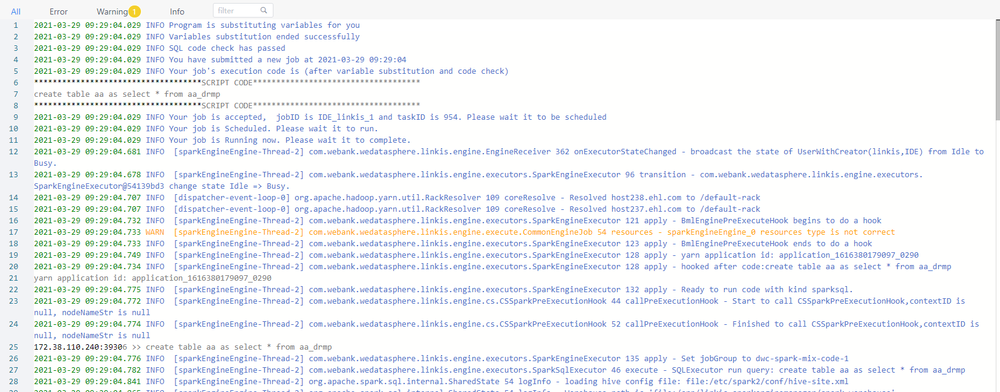 All Error Warning 1 Info filter
1 2021-03-29 09:29:04.029 INFO Program is substituting variables for you
2 2021-03-29 09:29:04.029 INFO Variables substitution ended successfully
3 2021-03-29 09:29:04.029 INFO SQL code check has passed
4 2021-03-29 09:29:04.029 INFO You have submitted a new job at 2021-03-29 09:29:04
5 2021-03-29 09:29:04.029 INFO Your job's execution code is (after variable substitution and code check)
6 ************************************SCRIPT CODE************************************
7 create table aa as select * from aa_drmp
8 ************************************SCRIPT CODE************************************
9 2021-03-29 09:29:04.029 INFO Your job is accepted,  jobID is IDE_linkis_1 and taskID is 954. Please wait it to be scheduled
10 2021-03-29 09:29:04.029 INFO Your job is Scheduled. Please wait it to run.
11 2021-03-29 09:29:04.029 INFO Your job is Running now. Please wait it to complete.
12 2021-03-29 09:29:04.681 INFO  [sparkEngineEngine-Thread-2] com.webank.wedatasphere.linkis.engine.EngineReceiver 362 onExecutorStateChanged - broadcast the state of UserWithCreator(linkis,IDE) from Idle to
Busy.
13 2021-03-29 09:29:04.678 INFO  [sparkEngineEngine-Thread-2] com.webank.wedatasphere.linkis.engine.executors.SparkEngineExecutor 96 transition - com.webank.wedatasphere.linkis.engine.executors.
SparkEngineExecutor@54139bd3 change state Idle => Busy.
14 2021-03-29 09:29:04.707 INFO  [dispatcher-event-loop-0] org.apache.hadoop.yarn.util.RackResolver 109 coreResolve - Resolved host238.ehl.com to /default-rack
15 2021-03-29 09:29:04.707 INFO  [dispatcher-event-loop-0] org.apache.hadoop.yarn.util.RackResolver 109 coreResolve - Resolved host237.ehl.com to /default-rack
16 2021-03-29 09:29:04.732 INFO  [sparkEngineEngine-Thread-2] com.webank.wedatasphere.linkis.engine.executors.SparkEngineExecutor 121 apply - BmlEnginePreExecuteHook begins to do a hook
17 2021-03-29 09:29:04.733 WARN  [sparkEngineEngine-Thread-2] com.webank.wedatasphere.linkis.engine.execute.CommonEngineJob 54 resources - sparkEngineEngine_0 resources type is not correct
18 2021-03-29 09:29:04.733 INFO  [sparkEngineEngine-Thread-2] com.webank.wedatasphere.linkis.engine.executors.SparkEngineExecutor 123 apply - BmlEnginePreExecuteHook ends to do a hook
19 2021-03-29 09:29:04.749 INFO  [sparkEngineEngine-Thread-2] com.webank.wedatasphere.linkis.engine.executors.SparkEngineExecutor 128 apply - yarn application id: application_1616380179097_0290
20 2021-03-29 09:29:04.734 INFO  [sparkEngineEngine-Thread-2] com.webank.wedatasphere.linkis.engine.executors.SparkEngineExecutor 128 apply - hooked after code:create table aa as select * from aa_drmp
21 yarn application id: application_1616380179097_0290
22 2021-03-29 09:29:04.775 INFO  [sparkEngineEngine-Thread-2] com.webank.wedatasphere.linkis.engine.executors.SparkEngineExecutor 132 apply - Ready to run code with kind sparksql.
23 2021-03-29 09:29:04.772 INFO  [sparkEngineEngine-Thread-2] com.webank.wedatasphere.linkis.engine.cs.CSSparkPreExecutionHook 44 callPreExecutionHook - Start to call CSSparkPreExecutionHook,contextID is
null, nodeNameStr is null
24 2021-03-29 09:29:04.774 INFO  [sparkEngineEngine-Thread-2] com.webank.wedatasphere.linkis.engine.cs.CSSparkPreExecutionHook 52 callPreExecutionHook - Finished to call CSSparkPreExecutionHook,contextID is
null, nodeNameStr is null
25 172.38.110.240:39306 >> create table aa as select * from aa_drmp
26 2021-03-29 09:29:04.776 INFO  [sparkEngineEngine-Thread-2] com.webank.wedatasphere.linkis.engine.executors.SparkEngineExecutor 135 apply - Set jobGroup to dwc-spark-mix-code-1
27 2021-03-29 09:29:04.782 INFO  [sparkEngineEngine-Thread-2] com.webank.wedatasphere.linkis.engine.executors.SparkSqlExecutor 46 execute - SQLExecutor run query: create table aa as select * from aa_drmp
28 2021-03-29 09:29:04.841 INFO  [sparkEngineEngine-Thread-2] org.apache.spark.sql.internal.SharedState 54 logInfo - loading hive config file: file:/etc/spark2/conf/hive-site.xml